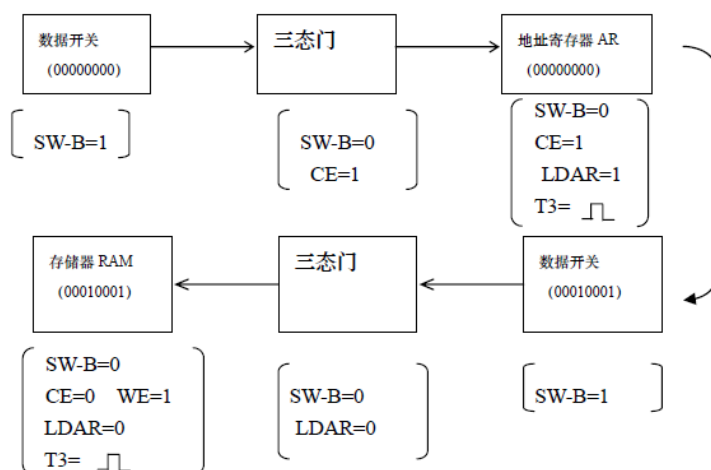 数据开关
(00000000)
三态门
地址寄存器 AR
(00000000)
SW-B=1
SW-B=0
CE=1
SW-B=0
CE=1
LDAR=1
T3=
存储器 RAM
(00010001)
三态门
数据开关
(00010001)
SW-B=0
CE=0 WE=1
LDAR=0
T3=
SW-B=0
LDAR=0
SW-B=1